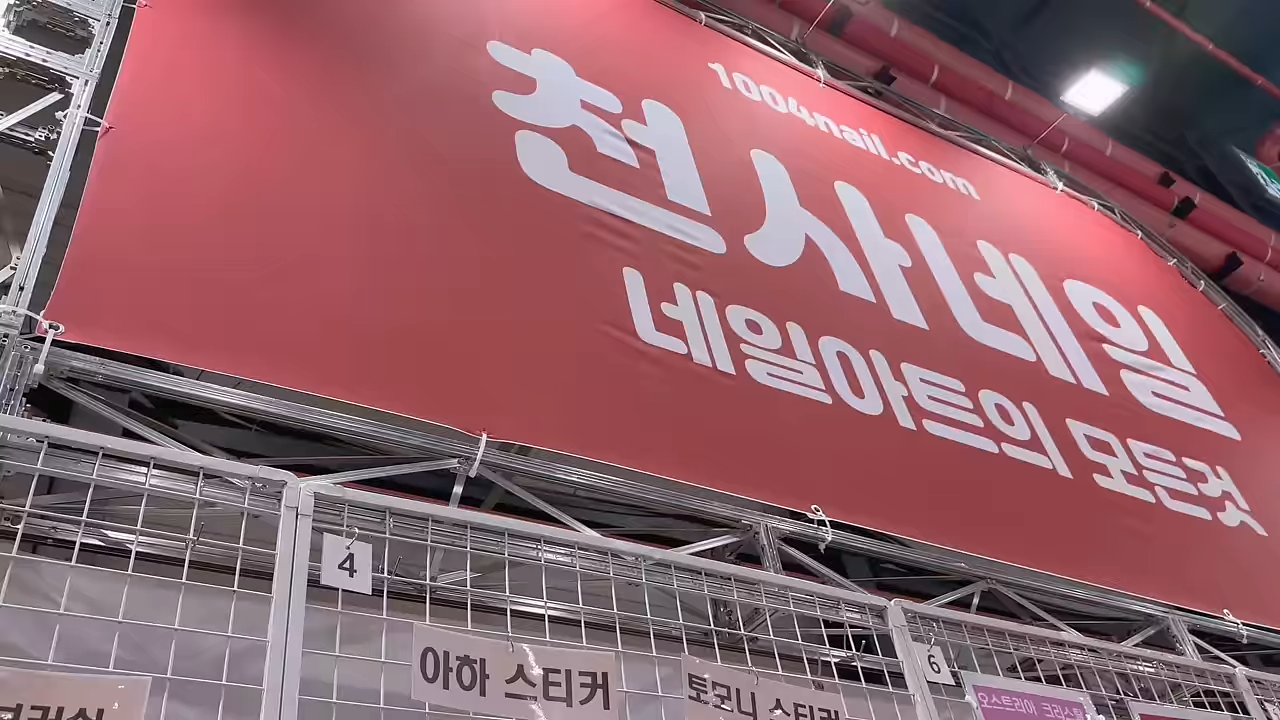 1004nail.com
천사네일
네일아트의 모든것
4
아하 스티커
토모니 스티커
6
오스트리아 크리스탈